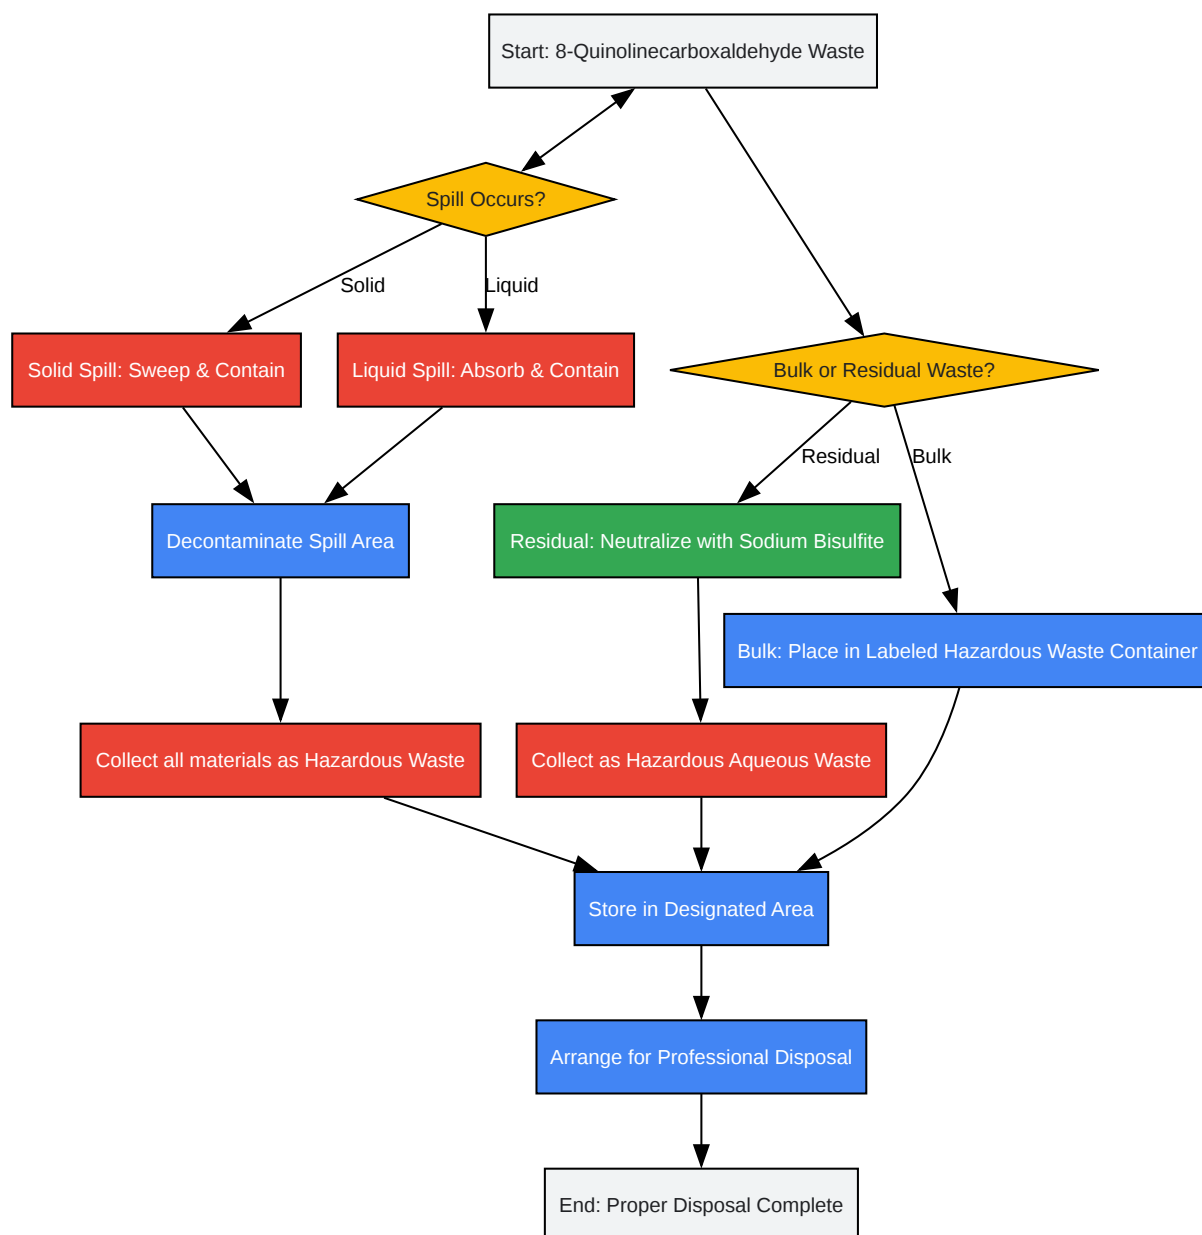 Start: 8-Quinolinecarboxaldehyde Waste
Spill Occurs?
Solid
Liquid
Solid Spill: Sweep & Contain
Liquid Spill: Absorb & Contain
Bulk or Residual Waste?
Residual
Bulk
Decontaminate Spill Area
Residual: Neutralize with Sodium Bisulfite
Bulk: Place in Labeled Hazardous Waste Container
Collect all materials as Hazardous Waste
Collect as Hazardous Aqueous Waste
Store in Designated Area
Arrange for Professional Disposal
End: Proper Disposal Complete